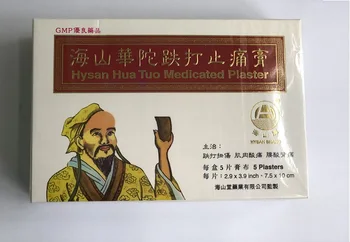 GMP優良藥品
海山華陀跌打止痛膏
Hysan Hua Tuo Medicated Plaster
主治：
跌打扭傷 肌肉酸痛 腰酸背痛
每盒5片膏布 5 Plasters
每片：2.9 x 3.9 inch - 7.5 x 10 cm
海山堂藥業有限公司監製